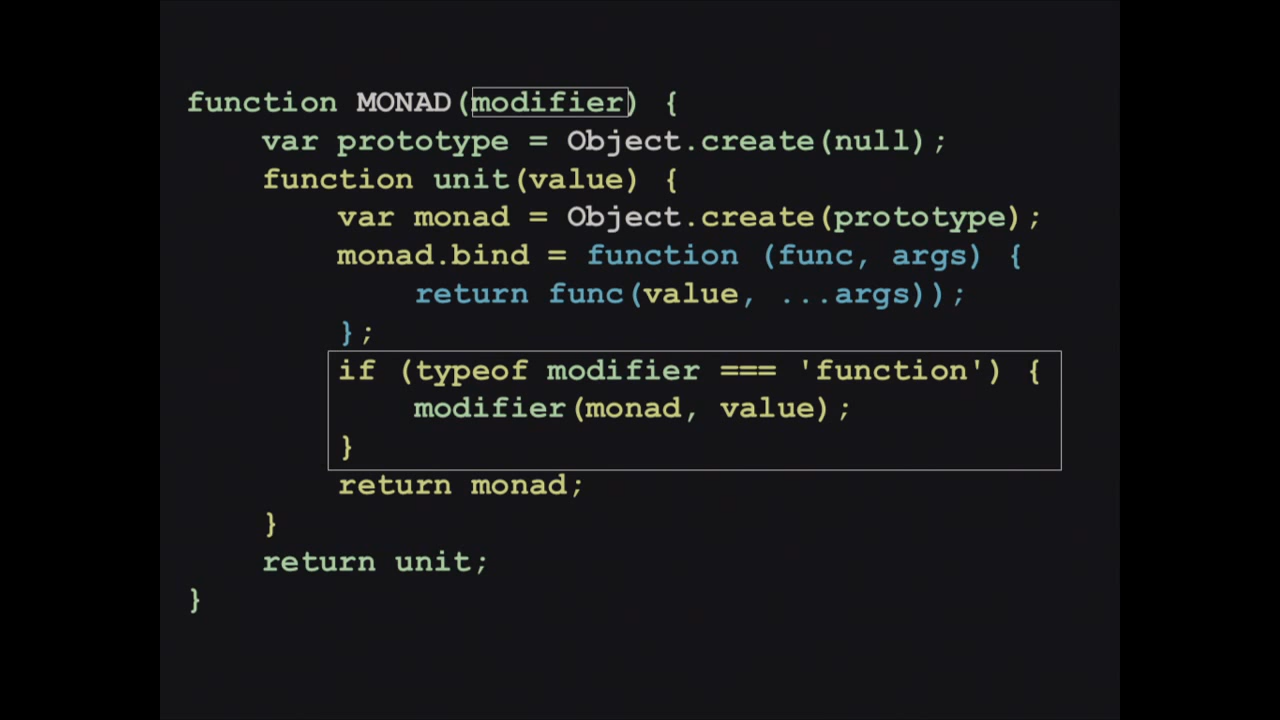 function MONAD(modifier) {
    var prototype = Object.create(null);
    function unit(value) {
        var monad = Object.create(prototype);
        monad.bind = function (func, args) {
            return func(value, ...args));
        };
        if (typeof modifier === 'function') {
            modifier(monad, value);
        }
        return monad;
    }
    return unit;
}